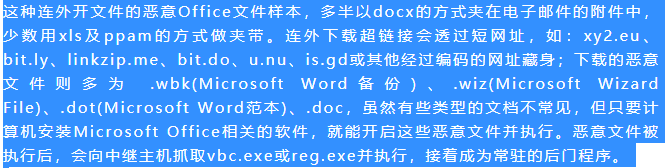 这种连外开文件的恶意Office文件样本，多半以docx的方式夹在电子邮件的附件中，
少数用xls及ppam的方式做夹带。连外下载超链接会透过短网址，如：xy2.eu、
bit.ly、linkzip.me、bit.do、u.nu、is.gd或其他经过编码的网址藏身；下载的恶意
文件则多为 .wbk(Microsoft Word备份)、.wiz(Microsoft Wizard
File)、.dot(Microsoft Word范本)、.doc，虽然有些类型的文档不常见，但只要计
算机安装Microsoft Office相关的软件，就能开启这些恶意文件并执行。恶意文件被
执行后，会向中继主机抓取vbc.exe或reg.exe并执行，接着成为常驻的后门程序。